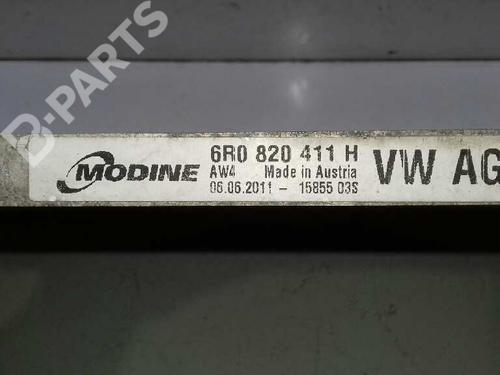 B-PARTS
MODINE
6R0 820 411 H
AW4 Made in Austria
06.06.2011 - 15855 03S
VW AG